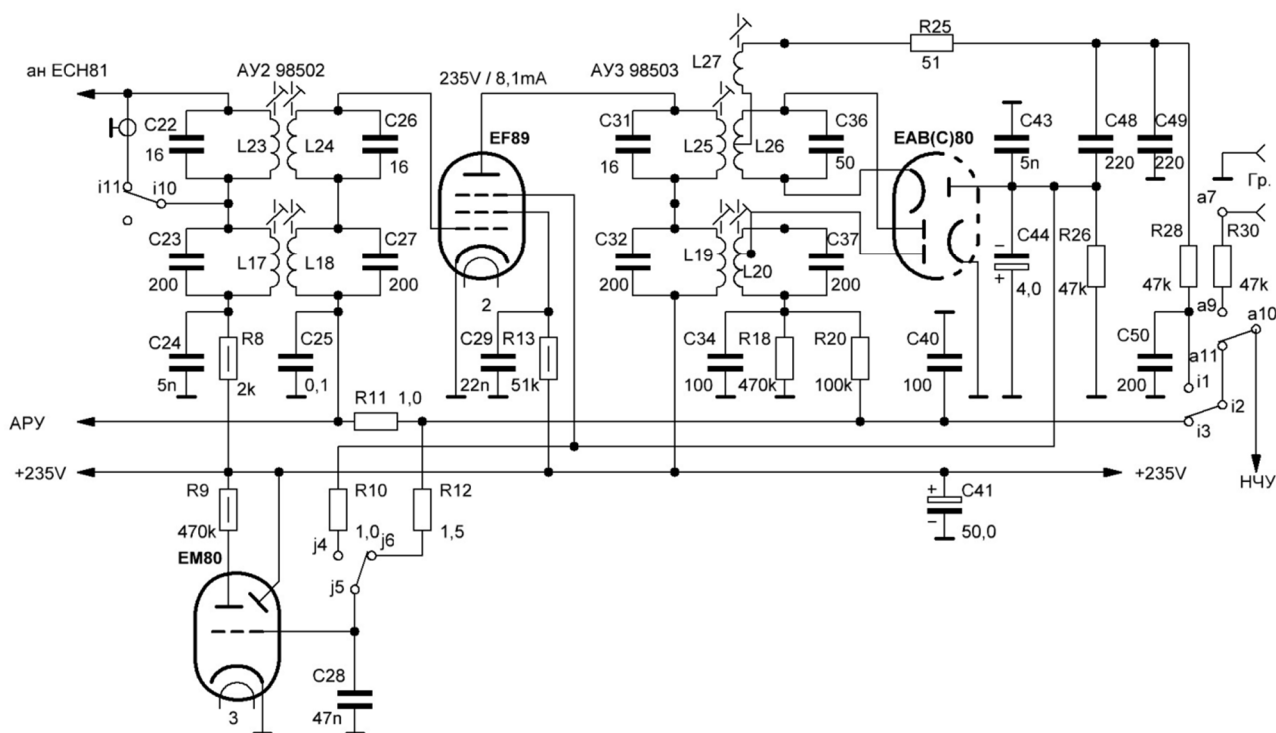 ан ECH81
АУ2 98502
235V / 8,1mA
АУ3 98503
L27
R25
51
C22
16
L23
L24
C26
16
EF89
C31
16
L25
L26
C36
50
EAB(C)80
C43
5n
C48
220
C49
220
i11
i10
Гр.
a7
C23
200
L17
L18
C27
200
2
C32
200
L19
L20
C37
200
C44
4,0
R26
47k
R28
47k
R30
47k
C24
5n
R8
2k
C25
0,1
C29
22n
R13
51k
C34
100
R18
470k
R20
100k
C40
100
C50
200
a9
a10
a11
i1
i2
i3
АРУ
R11 1,0
+235V
+235V
НЧУ
R9
470k
R10
1,0
R12
1,5
C41
50,0
+
−
−
+
EM80
j4
j6
j5
3
C28
47n